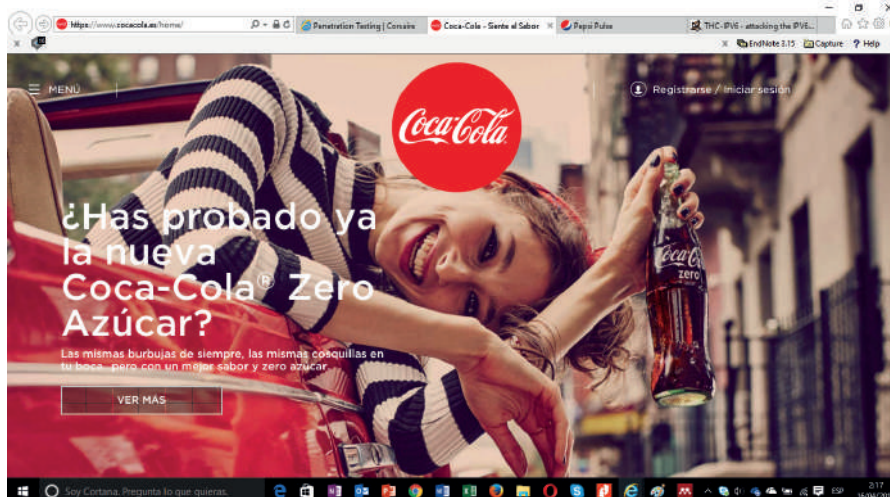 https://www.cocacola.es/home/
Penetration Testing | Corsaire
Coca-Cola - Siente el Sabor
Pepsi Pulse
THC-IPV6 - attacking the IPV6...
X
EndNote 3.15
Capture
? Help
MENÚ
Coca-Cola
Registrarse / Iniciar sesión
¿Has probado ya
la nueva
Coca-Cola® Zero
Azúcar?
Las mismas burbujas de siempre, las mismas cosquillas en
tu boca... pero con un mejor sabor y zero azúcar.
VER MÁS
Coca-Co
zero
Soy Cortana. Pregunta lo que quieras.
ESP
2:17